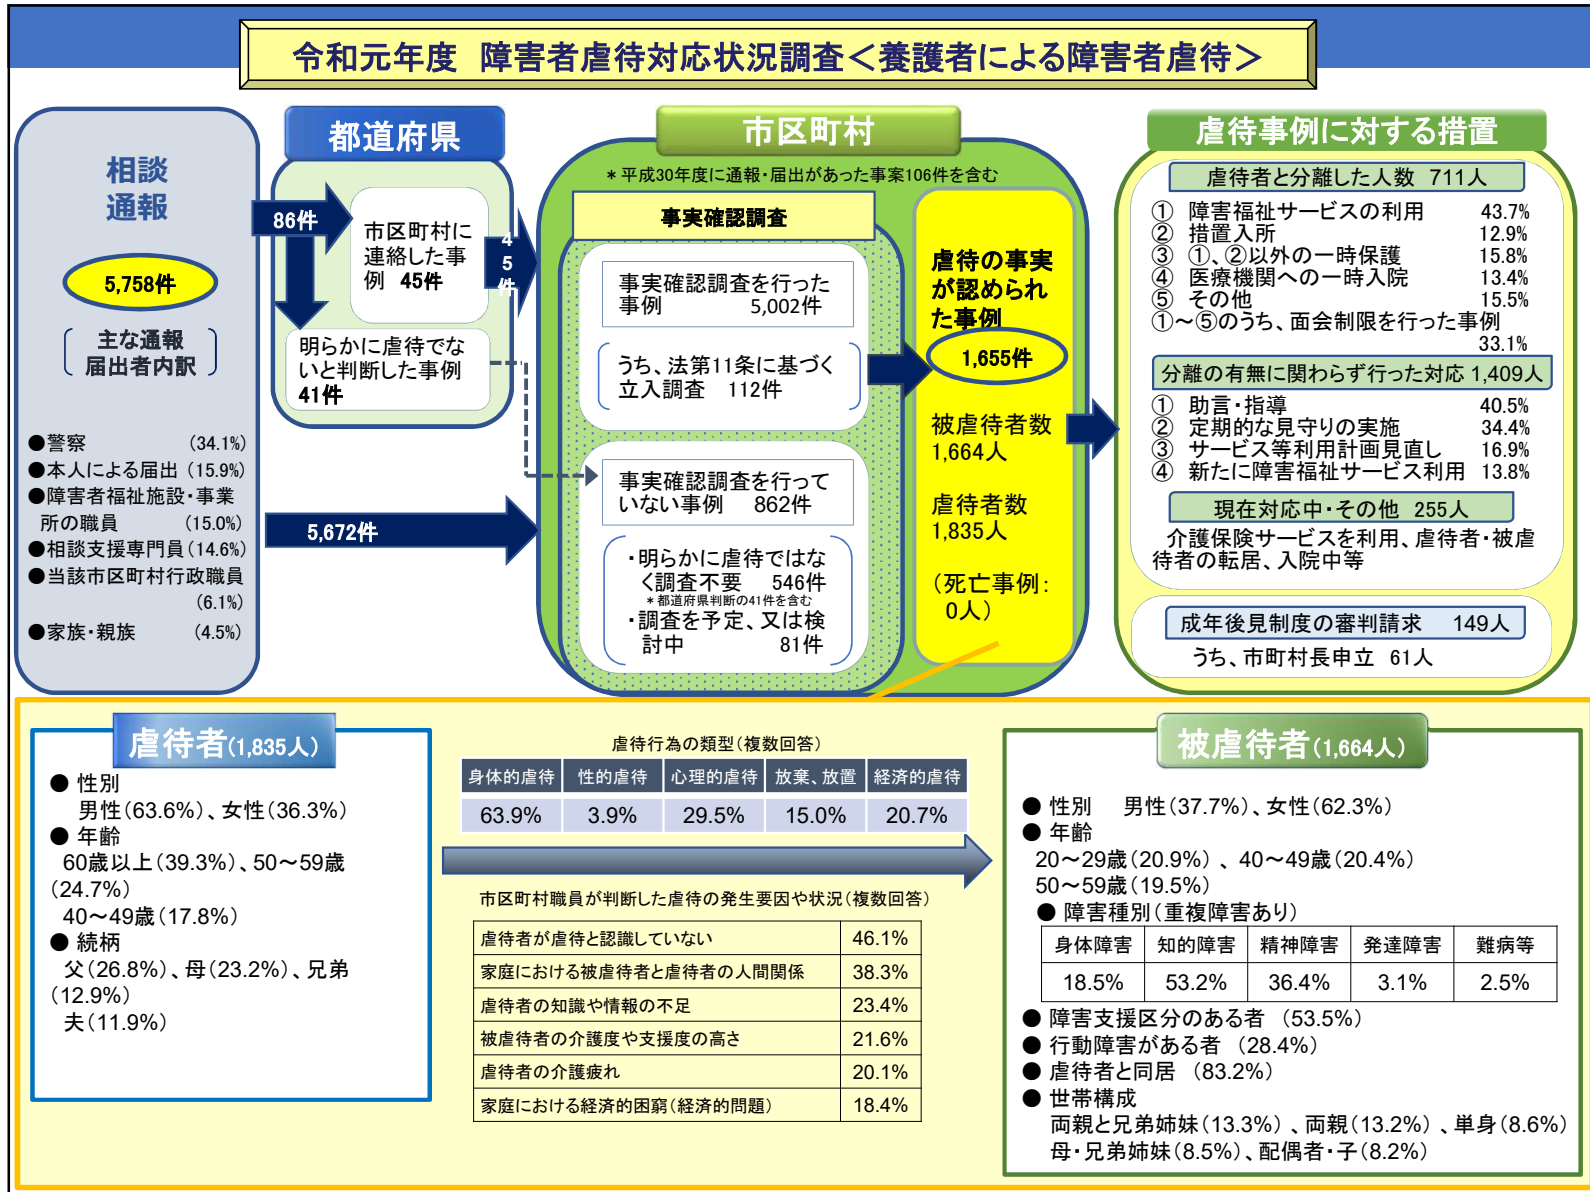 令和元年度 障害者虐待対応状況調査＜養護者による障害者虐待＞
相談
通報
5,758件
主な通報
届出者内訳
●警察 (34.1%)
●本人による届出 (15.9%)
●障害者福祉施設・事業
所の職員 (15.0%)
●相談支援専門員 (14.6%)
●当該市区町村行政職員
(6.1%)
●家族・親族 (4.5%)
都道府県
86件
市区町村に
連絡した事
例 45件
明らかに虐待でな
いと判断した事例
41件
45件
5,672件
市区町村
＊平成30年度に通報・届出があった事案106件を含む
事実確認調査
事実確認調査を行った
事例 5,002件
うち、法第11条に基づく
立入調査 112件
事実確認調査を行って
いない事例 862件
・明らかに虐待ではな
く調査不要 546件
＊都道府県判断の41件を含む
・調査を予定、又は検
討中 81件
虐待の事実
が認められ
た事例
1,655件
被虐待者数
1,664人
虐待者数
1,835人
（死亡事例：
0人）
虐待事例に対する措置
虐待者と分離した人数 711人
① 障害福祉サービスの利用 43.7%
② 措置入所 12.9%
③ ①、②以外の一時保護 15.8%
④ 医療機関への一時入院 13.4%
⑤ その他 15.5%
①～⑤のうち、面会制限を行った事例
33.1%
分離の有無に関わらず行った対応 1,409人
① 助言・指導 40.5%
② 定期的な見守りの実施 34.4%
③ サービス等利用計画見直し 16.9%
④ 新たに障害福祉サービス利用 13.8%
現在対応中・その他 255人
介護保険サービスを利用、虐待者・被虐
待者の転居、入院中等
成年後見制度の審判請求 149人
うち、市町村長申立 61人
虐待者(1,835人)
● 性別
男性(63.6%)、女性(36.3%)
● 年齢
60歳以上(39.3%)、50～59歳
(24.7%)
40～49歳(17.8%)
● 続柄
父(26.8%)、母(23.2%)、兄弟
(12.9%)
夫(11.9%)
虐待行為の類型（複数回答）
身体的虐待 性的虐待 心理的虐待 放棄、放置 経済的虐待
63.9% 3.9% 29.5% 15.0% 20.7%
市区町村職員が判断した虐待の発生要因や状況（複数回答）
虐待者が虐待と認識していない 46.1%
家庭における被虐待者と虐待者の人間関係 38.3%
虐待者の知識や情報の不足 23.4%
被虐待者の介護度や支援度の高さ 21.6%
虐待者の介護疲れ 20.1%
家庭における経済的困窮（経済的問題） 18.4%
被虐待者(1,664人)
● 性別 男性(37.7%)、女性(62.3%)
● 年齢
20～29歳(20.9%) 、40～49歳(20.4%)
50～59歳(19.5%)
● 障害種別（重複障害あり）
身体障害 知的障害 精神障害 発達障害 難病等
18.5% 53.2% 36.4% 3.1% 2.5%
● 障害支援区分のある者 (53.5%)
● 行動障害がある者 (28.4%)
● 虐待者と同居 (83.2%)
● 世帯構成
両親と兄弟姉妹(13.3%) 、両親(13.2%) 、単身(8.6%)
母・兄弟姉妹(8.5%)、配偶者・子(8.2%)